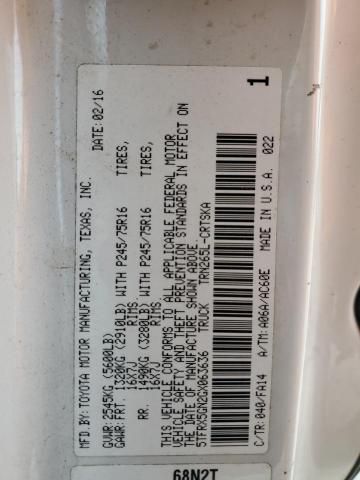 MFD.BY:TOYOTA MOTOR MANUFACTURING, TEXAS, INC. DATE:02/16
GVWR: 2545KG (5600LB)
GAWR: FRT. 1320KG (2910LB) WITH P245/75R16 TIRES,
16X7J RIMS.
RR. 1490KG (3280LB) WITH P245/75R16 TIRES,
16X7J RIMS.
THIS VEHICLE CONFORMS TO ALL APPLICABLE FEDERAL MOTOR
VEHICLE SAFETY AND THEFT PREVENTION STANDARDS IN EFFECT ON
THE DATE OF MANUFACTURE SHOWN ABOVE.
5TFRX5GN2GX063636 TRUCK TRN265L-CRTSKA
C/TR: 040/FA14 A/TM: A06A/AC60E MADE IN U.S.A. 022
1
68N2T